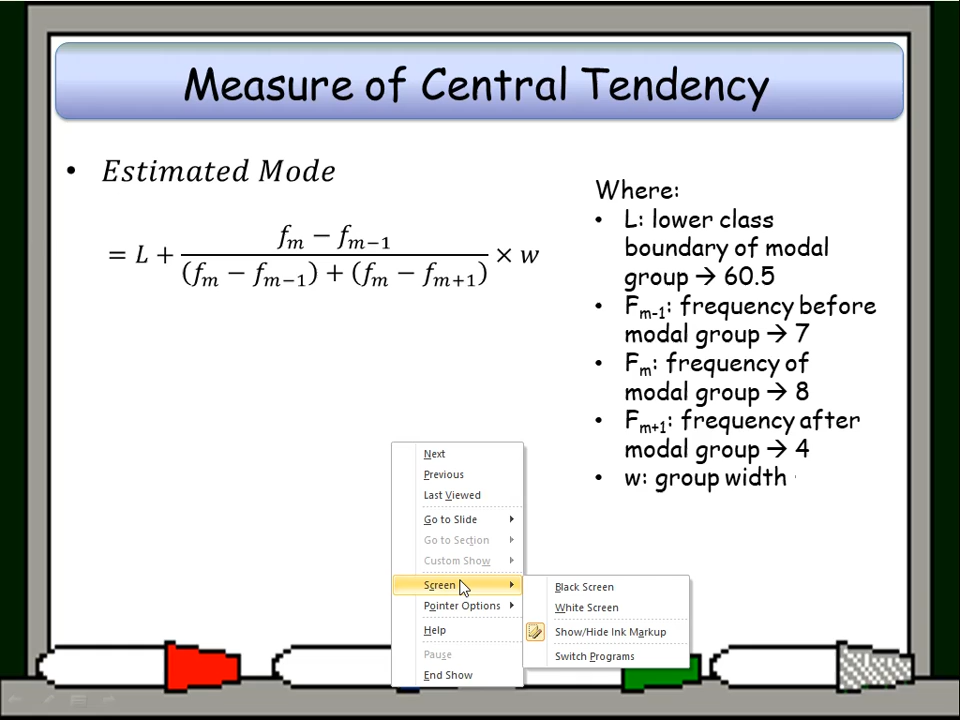 Measure of Central Tendency
• Estimated Mode
= L + \frac{f_m − f_{m−1}}{(f_m − f_{m−1}) + (f_m − f_{m+1})} × w
Where:
• L: lower class
boundary of modal
group → 60.5
• F_{m-1}: frequency before
modal group → 7
• F_m: frequency of
modal group → 8
• F_{m+1}: frequency after
modal group → 4
• w: group width
Next
Previous
Last Viewed
Go to Slide
Go to Section
Custom Show
Screen
Pointer Options
Help
Pause
End Show
Black Screen
White Screen
Show/Hide Ink Markup
Switch Programs